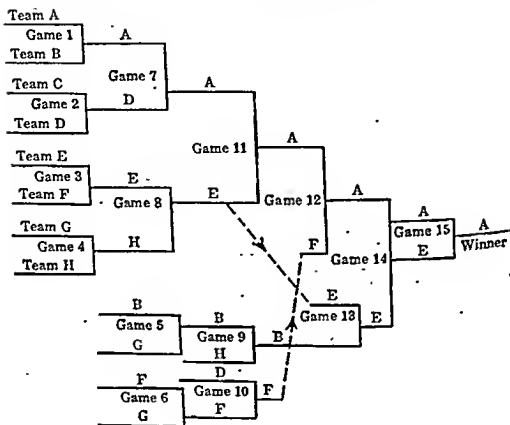 Team A
Game 1
Team B
A
Game 7
Team C
Game 2
Team D
D
A
Game 11
Team E
Game 3
Team F
E
Game 8
Team G
Game 4
Team H
H
E
A
Game 12
F
A
Game 14
A
Game 15
E
A
Winner
E
Game 13
E
B
Game 5
G
B
Game 9
H
B
F
Game 6
G
D
Game 10
F
F